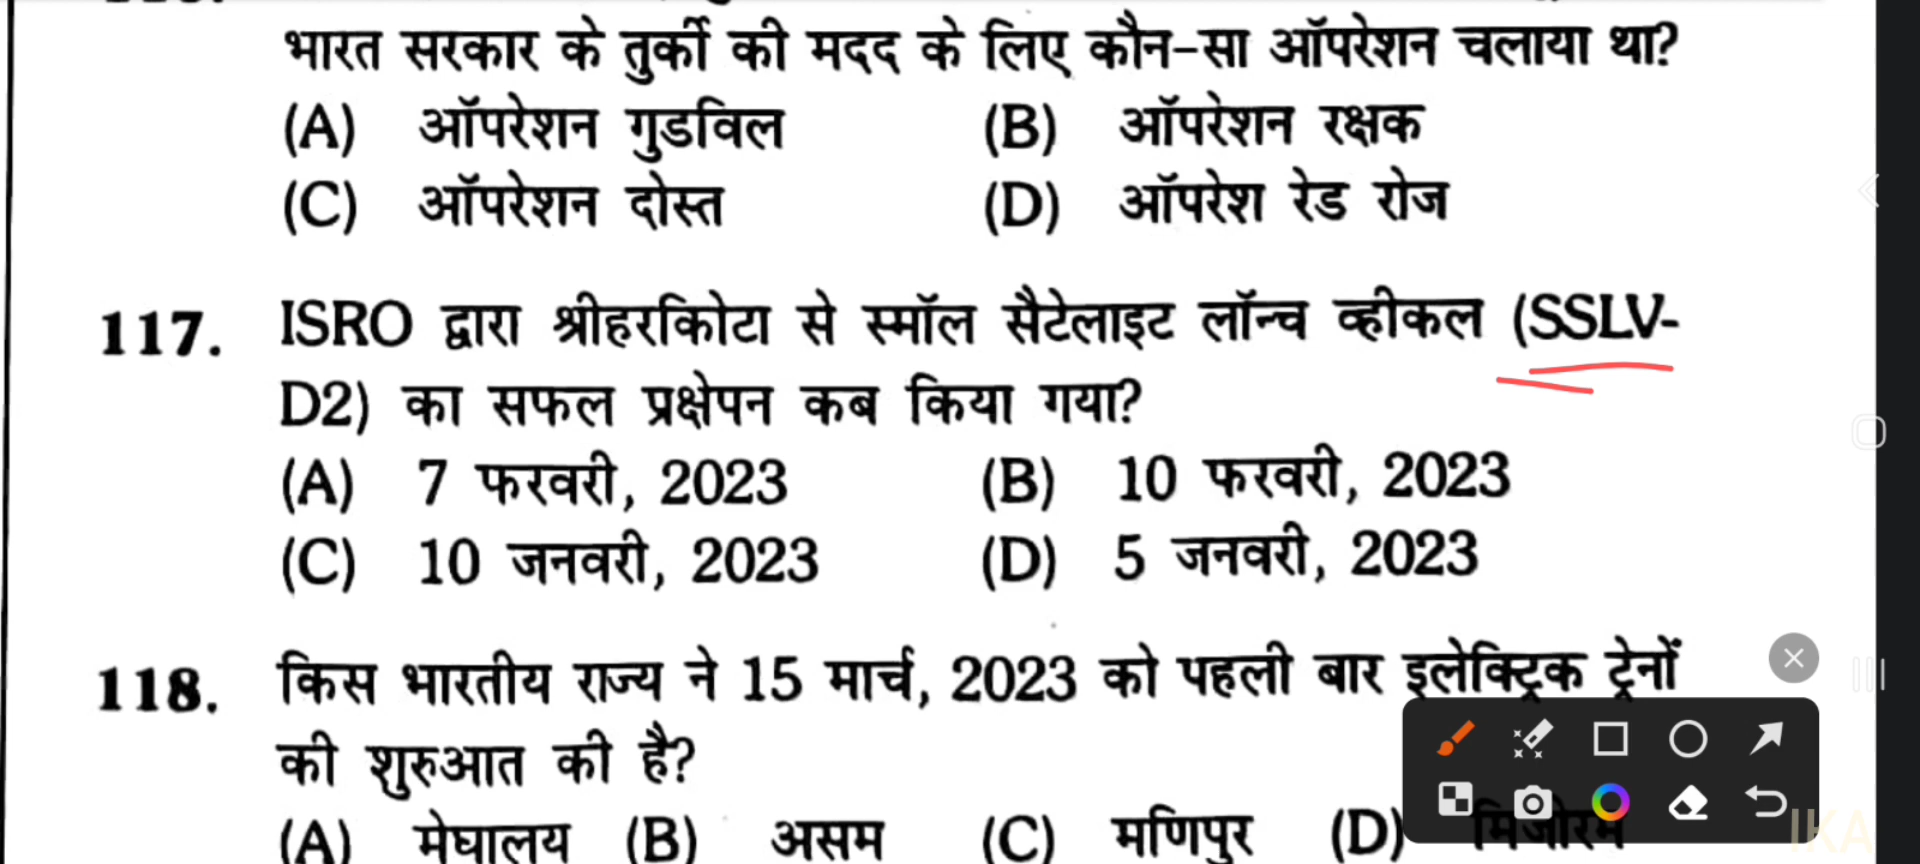 भारत सरकार के तुर्की की मदद के लिए कौन-सा ऑपरेशन चलाया था?
(A) ऑपरेशन गुडविल (B) ऑपरेशन रक्षक
(C) ऑपरेशन दोस्त (D) ऑपरेश रेड रोज
117. ISRO द्वारा श्रीहरकिोटा से स्मॉल सैटेलाइट लॉन्च व्हीकल (SSLV-
D2) का सफल प्रक्षेपन कब किया गया?
(A) 7 फरवरी, 2023 (B) 10 फरवरी, 2023
(C) 10 जनवरी, 2023 (D) 5 जनवरी, 2023
118. किस भारतीय राज्य ने 15 मार्च, 2023 को पहली बार इलेक्ट्रिक ट्रेनों
की शुरुआत की है?
(A) मेघालय (B) असम (C) मणिपुर (D) मिजोरम